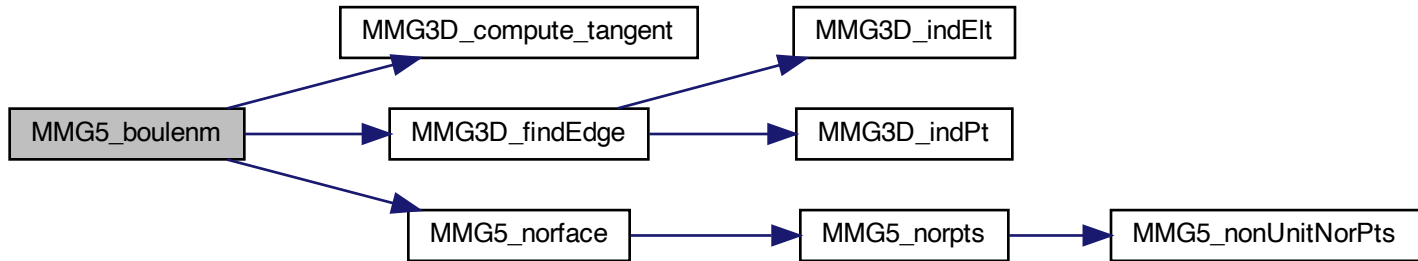 MMG3D_compute_tangent
MMG3D_indElt
MMG5_boulenm
MMG3D_findEdge
MMG3D_indPt
MMG5_norface
MMG5_norpts
MMG5_nonUnitNorPts